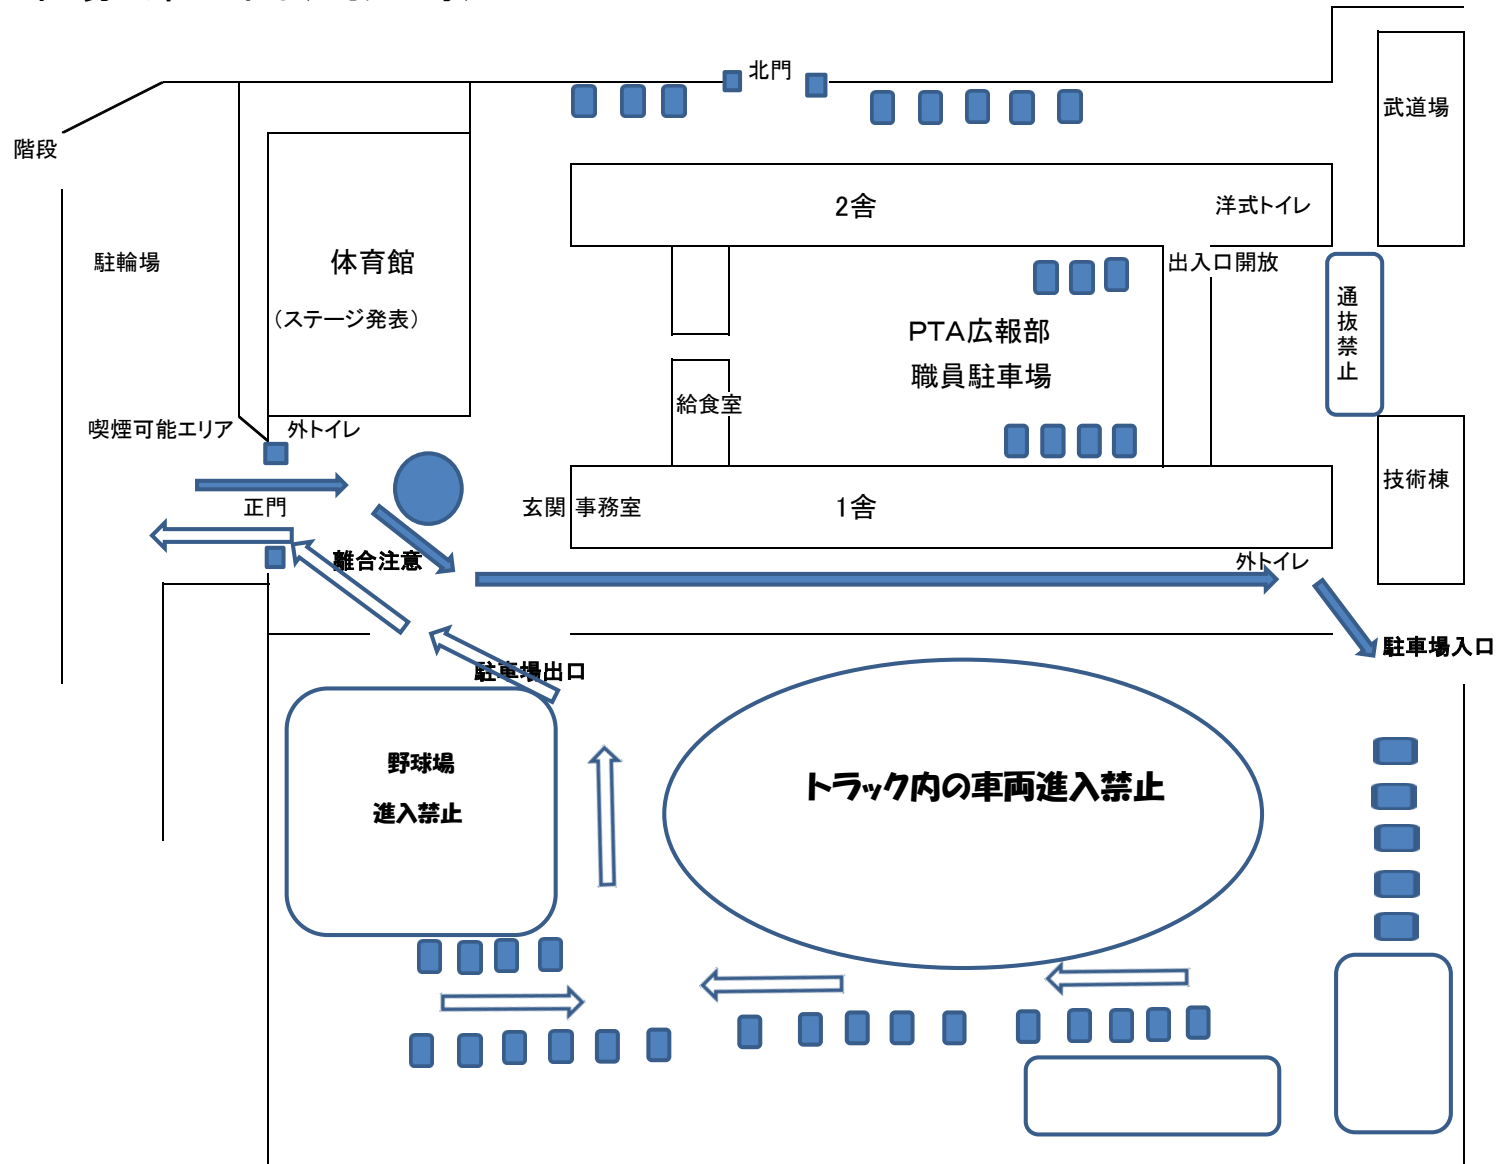 北門
武道場
階段
2舎
洋式トイレ
駐輪場
体育館
出入口開放
(ステージ発表)
通抜禁止
PTA広報部
職員駐車場
給食室
喫煙可能エリア
外トイレ
技術棟
正門
玄関
事務室
1舎
離合注意
外トイレ
駐車場入口
駐車場出口
野球場
進入禁止
トラック内の車両進入禁止